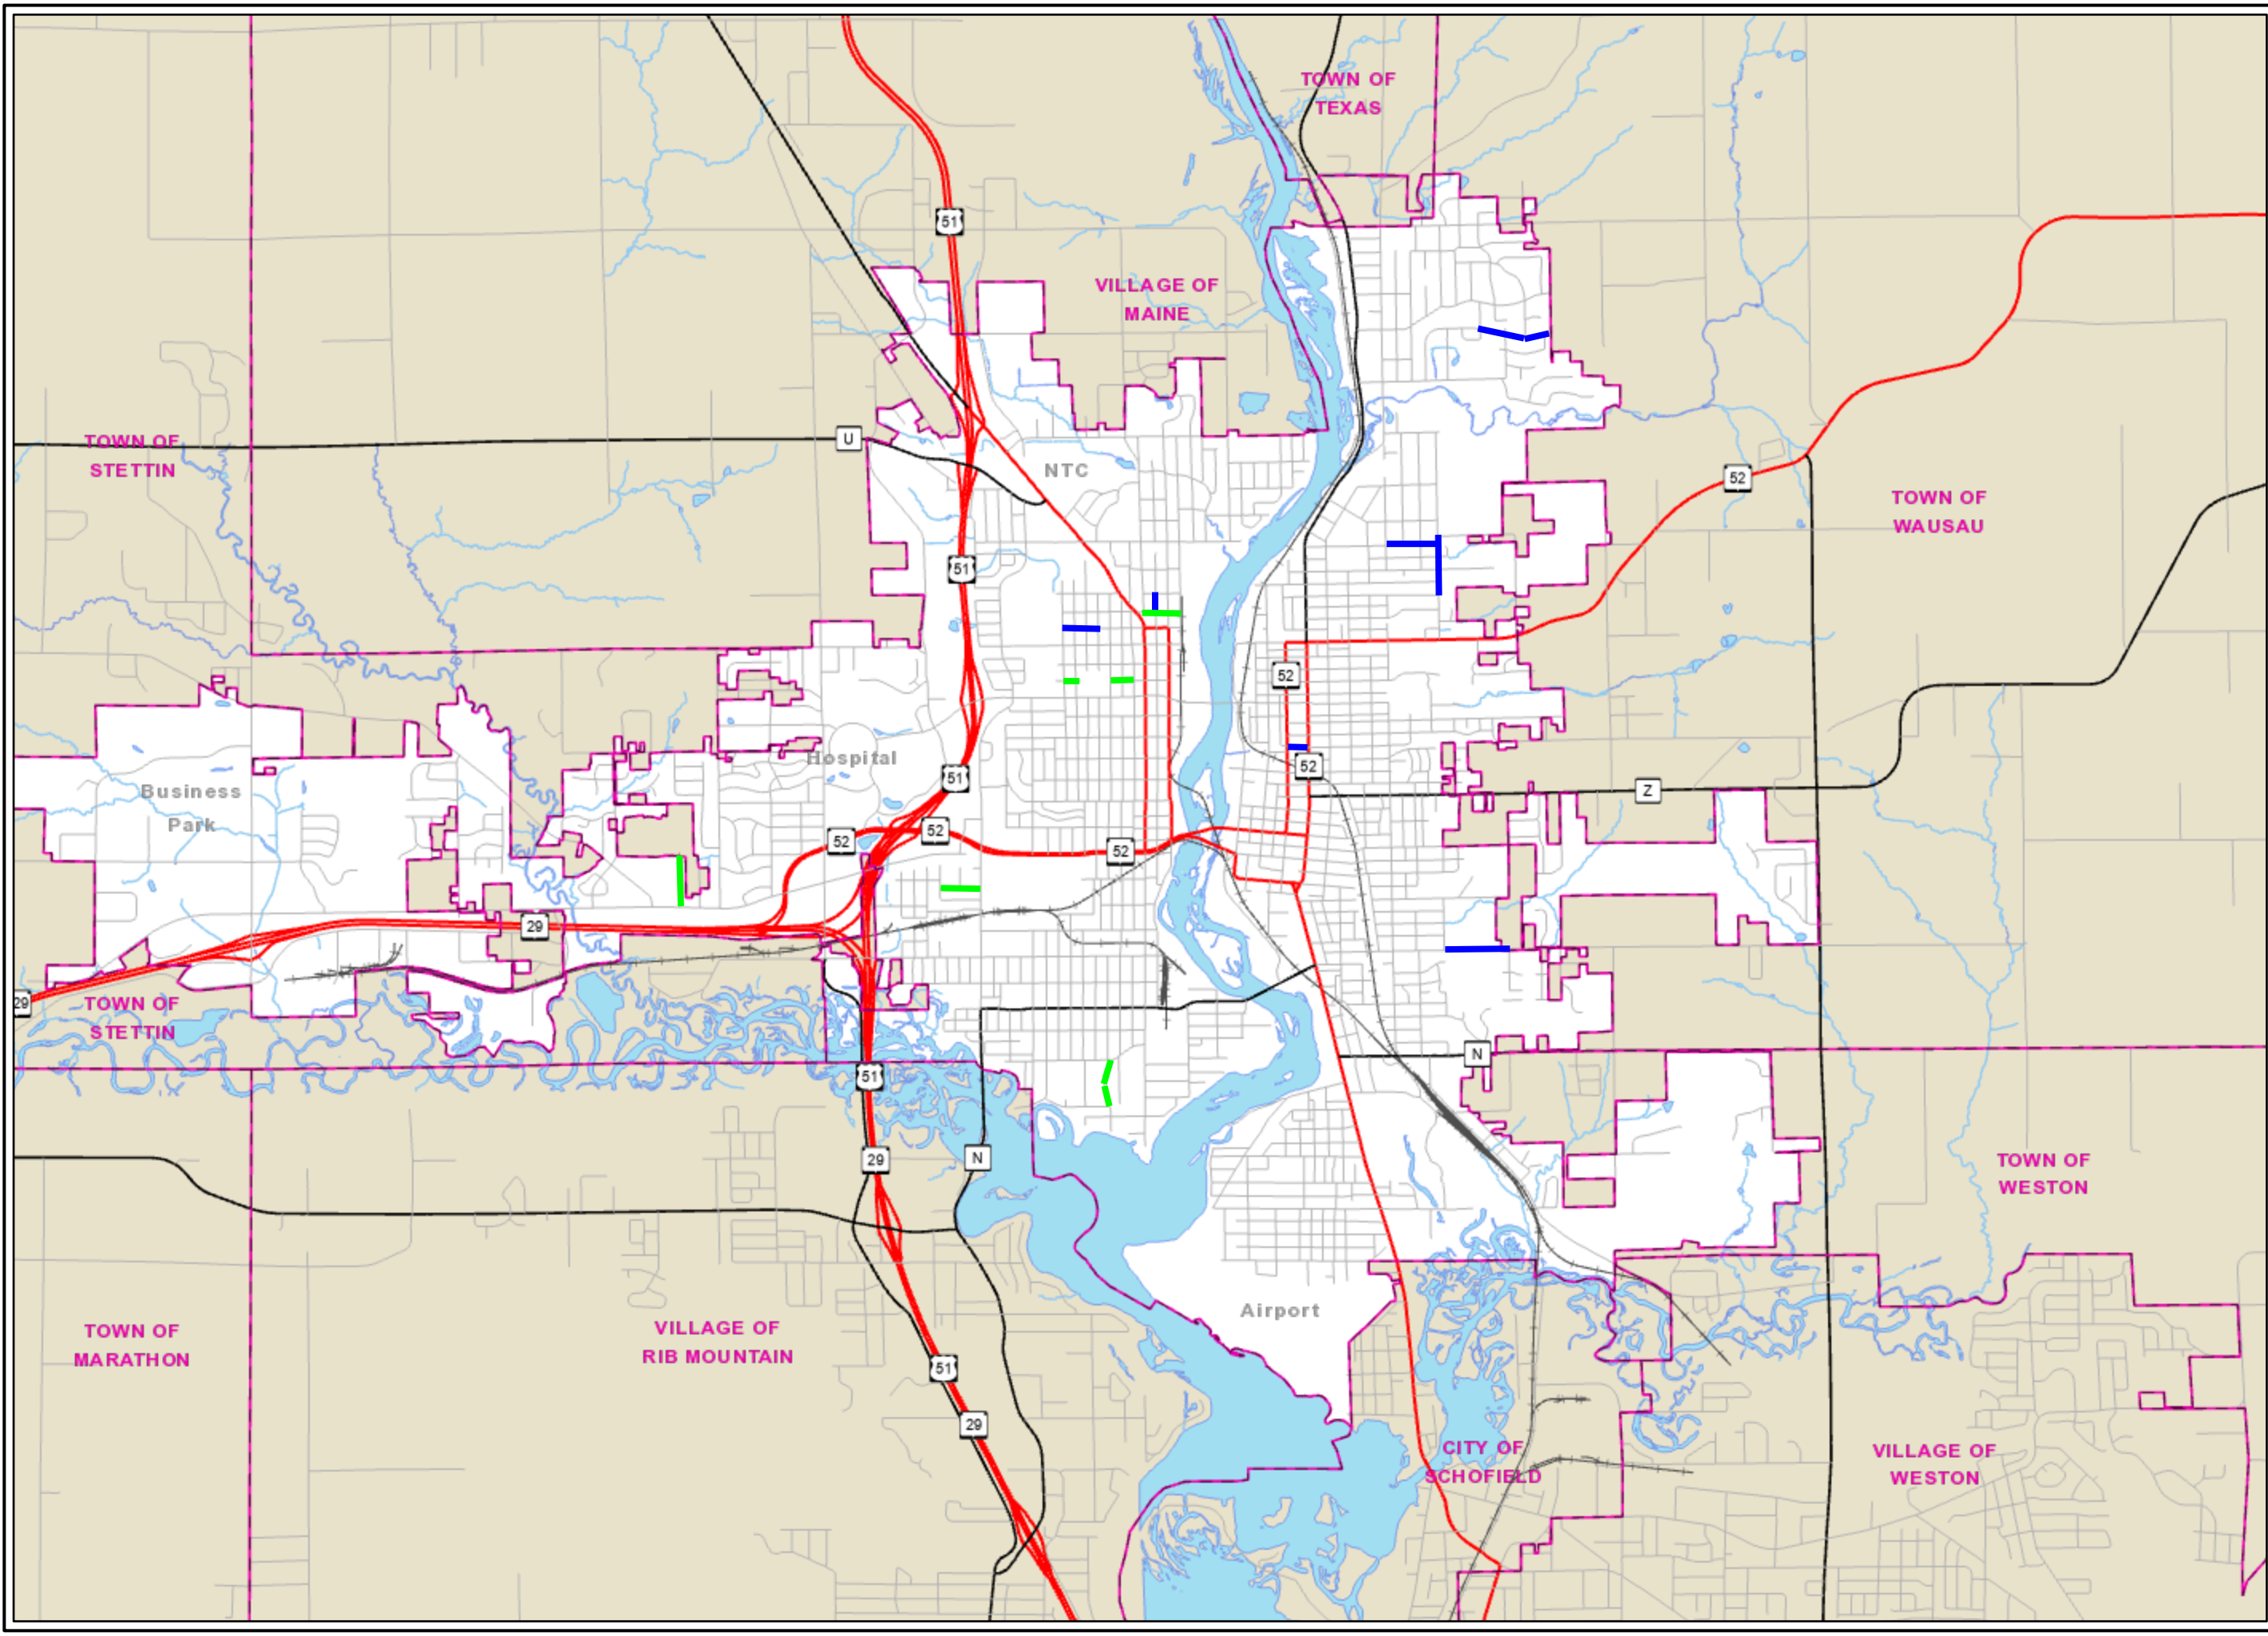 TOWN OF
TEXAS
51
VILLAGE OF
MAINE
U
TOWN OF
STETTIN
NTC
52
TOWN OF
WAUSAU
51
52
Hospital
52
51
Business
Park
Z
52
52
52
29
29
TOWN OF
STETTIN
N
51
29
N
TOWN OF
WESTON
Airport
TOWN OF
MARATHON
VILLAGE OF
RIB MOUNTAIN
51
29
CITY OF
SCHOFIELD
VILLAGE OF
WESTON